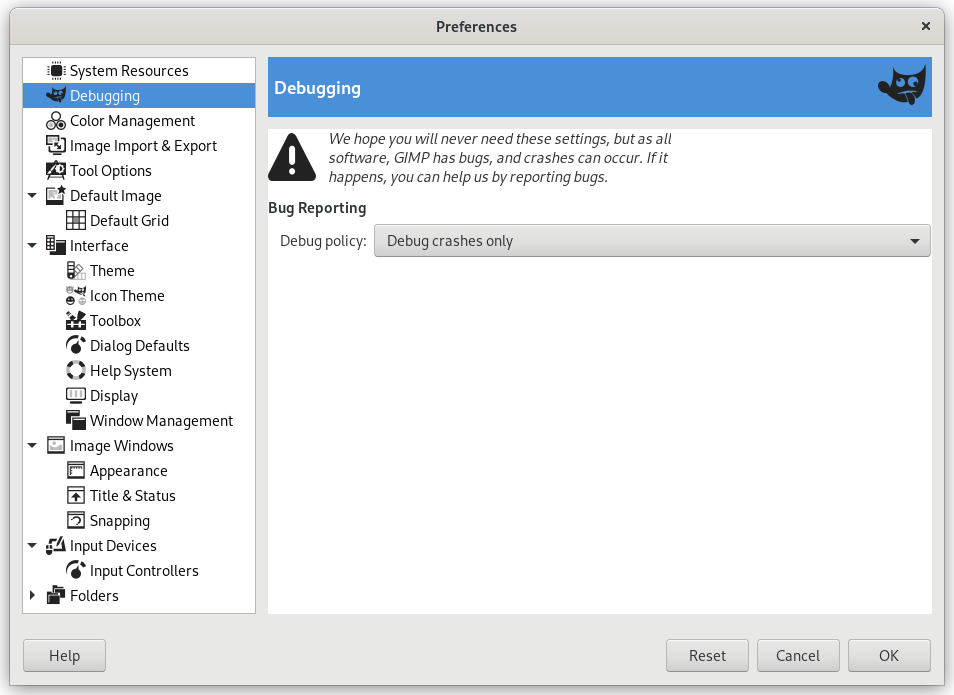 Preferences
System Resources
Debugging
Color Management
Image Import & Export
Tool Options
Default Image
Default Grid
Interface
Theme
Icon Theme
Toolbox
Dialog Defaults
Help System
Display
Window Management
Image Windows
Appearance
Title & Status
Snapping
Input Devices
Input Controllers
Folders
Debugging
We hope you will never need these settings, but as all
software, GIMP has bugs, and crashes can occur. If it
happens, you can help us by reporting bugs.
Bug Reporting
Debug policy: Debug crashes only
Help Reset Cancel OK